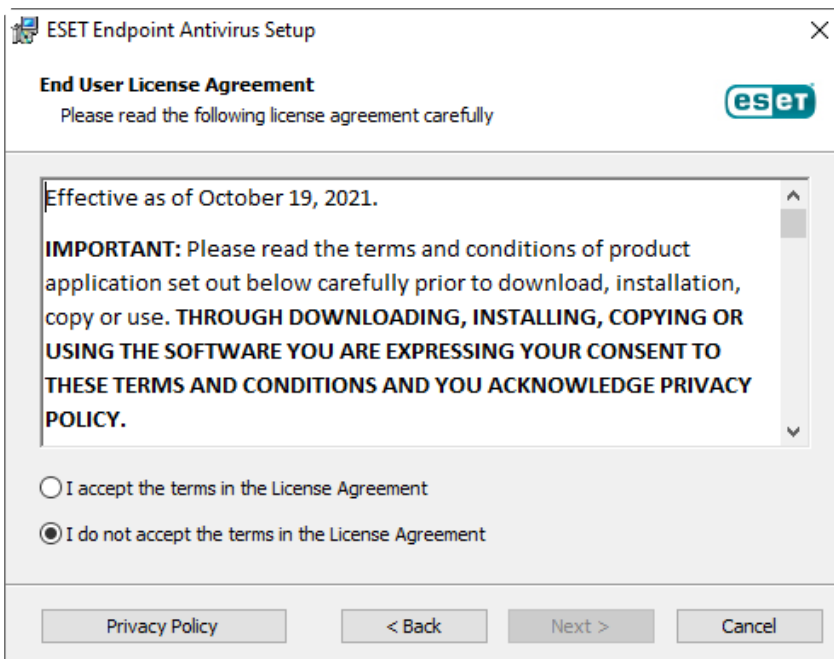 ESET Endpoint Antivirus Setup
End User License Agreement
Please read the following license agreement carefully
eset
Effective as of October 19, 2021.
IMPORTANT: Please read the terms and conditions of product
application set out below carefully prior to download, installation,
copy or use. THROUGH DOWNLOADING, INSTALLING, COPYING OR
USING THE SOFTWARE YOU ARE EXPRESSING YOUR CONSENT TO
THESE TERMS AND CONDITIONS AND YOU ACKNOWLEDGE PRIVACY
POLICY.
I accept the terms in the License Agreement
I do not accept the terms in the License Agreement
Privacy Policy
< Back
Next >
Cancel